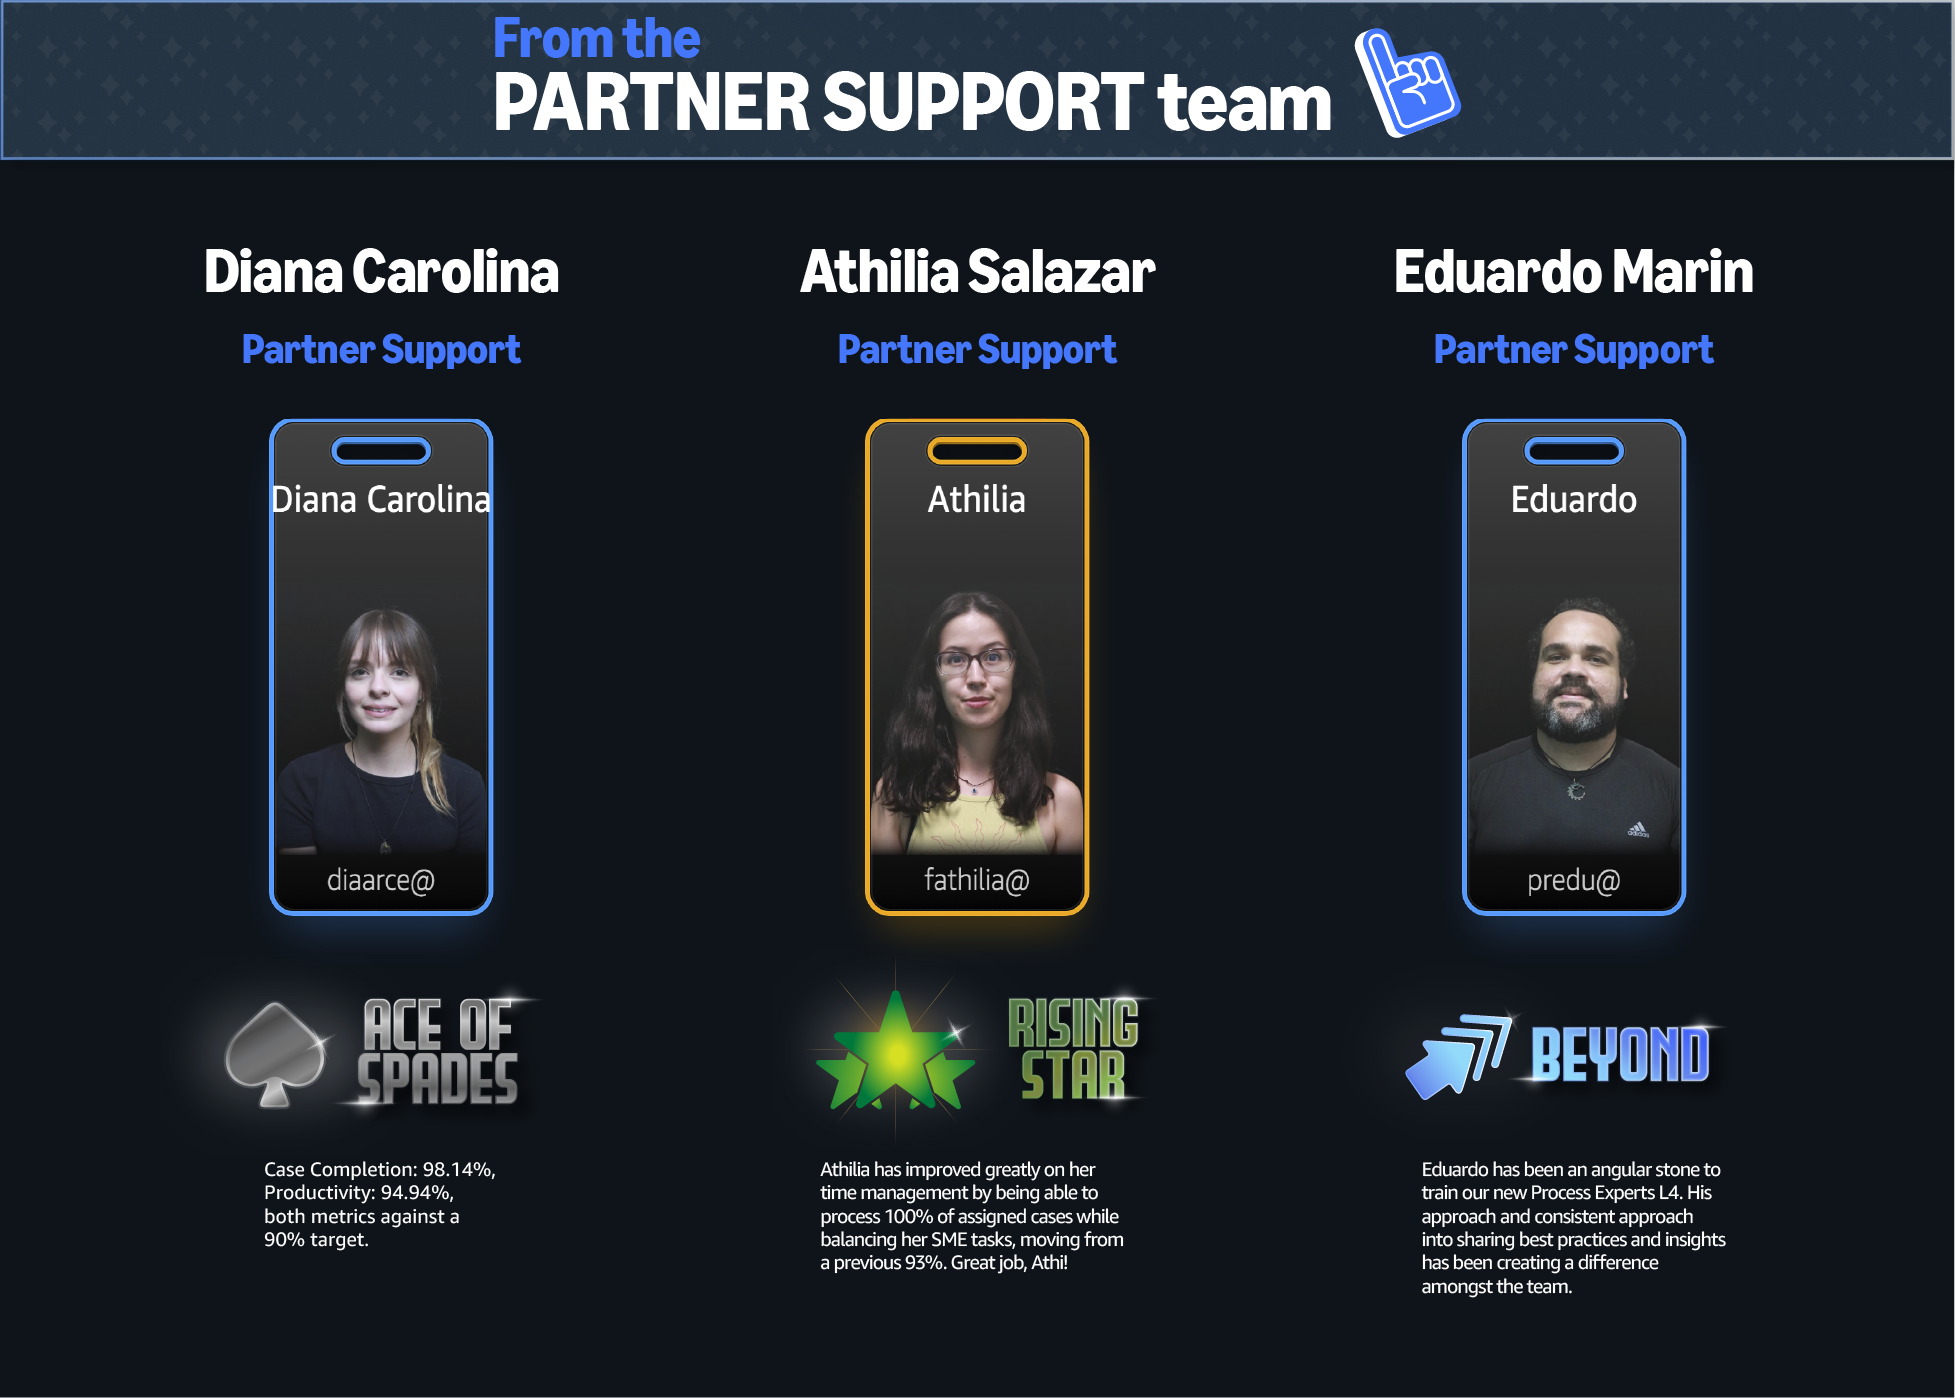 From the
PARTNER SUPPORT team
Diana Carolina
Partner Support
Diana Carolina
diaarce@
ACE OF
SPADES
Case Completion: 98.14%,
Productivity: 94.94%,
both metrics against a
90% target.
Athilia Salazar
Partner Support
Athilia
fathilia@
RISING
STAR
Athilia has improved greatly on her
time management by being able to
process 100% of assigned cases while
balancing her SME tasks, moving from
a previous 93%. Great job, Athi!
Eduardo Marin
Partner Support
Eduardo
adidas
predu@
BEYOND
Eduardo has been an angular stone to
train our new Process Experts L4. His
approach and consistent approach
into sharing best practices and insights
has been creating a difference
amongst the team.